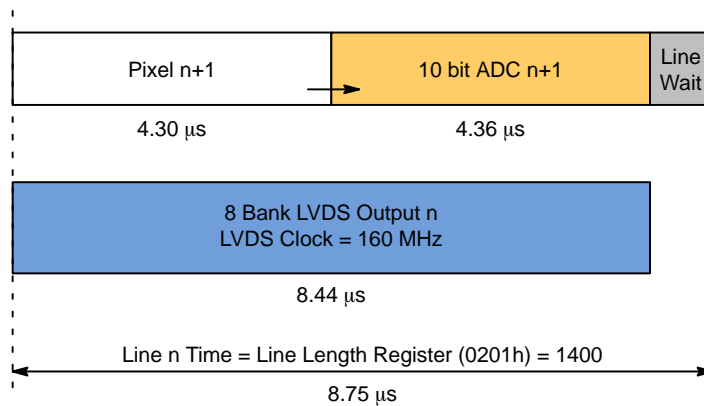 Pixel n+1
10 bit ADC n+1
Line
Wait
4.30 μs
4.36 μs
8 Bank LVDS Output n
LVDS Clock = 160 MHz
8.44 μs
Line n Time = Line Length Register (0201h) = 1400
8.75 μs